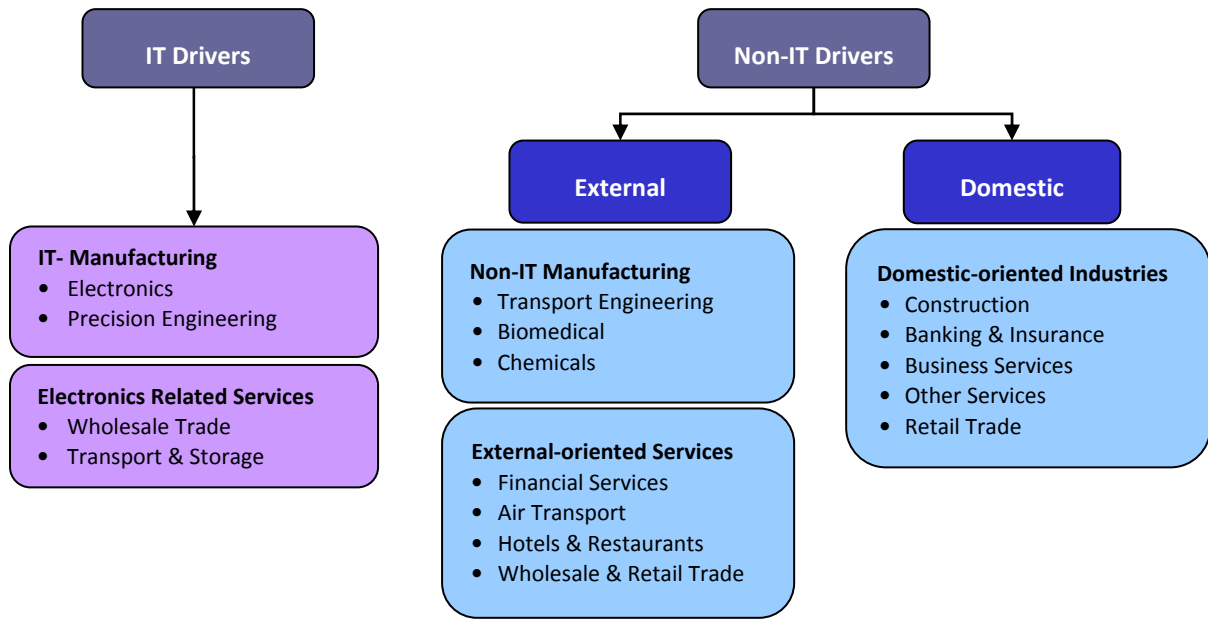 IT Drivers
Non-IT Drivers
External
Domestic
IT- Manufacturing
• Electronics
• Precision Engineering
Electronics Related Services
• Wholesale Trade
• Transport & Storage
Non-IT Manufacturing
• Transport Engineering
• Biomedical
• Chemicals
External-oriented Services
• Financial Services
• Air Transport
• Hotels & Restaurants
• Wholesale & Retail Trade
Domestic-oriented Industries
• Construction
• Banking & Insurance
• Business Services
• Other Services
• Retail Trade